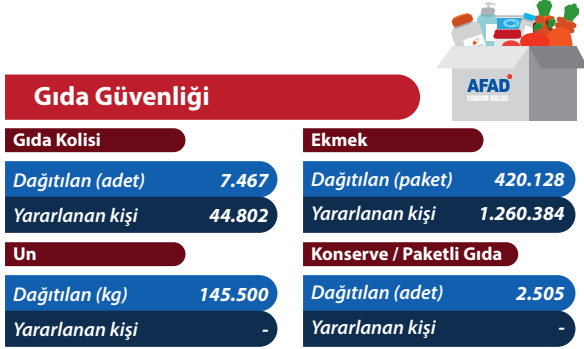 AFAD
YARDIM KOLİSİ
Gıda Güvenliği
Gıda Kolisi
Dağıtılan (adet) 7.467
Yararlanan kişi 44.802
Ekmek
Dağıtılan (paket) 420.128
Yararlanan kişi 1.260.384
Un
Dağıtılan (kg) 145.500
Yararlanan kişi -
Konserve / Paketli Gıda
Dağıtılan (adet) 2.505
Yararlanan kişi -